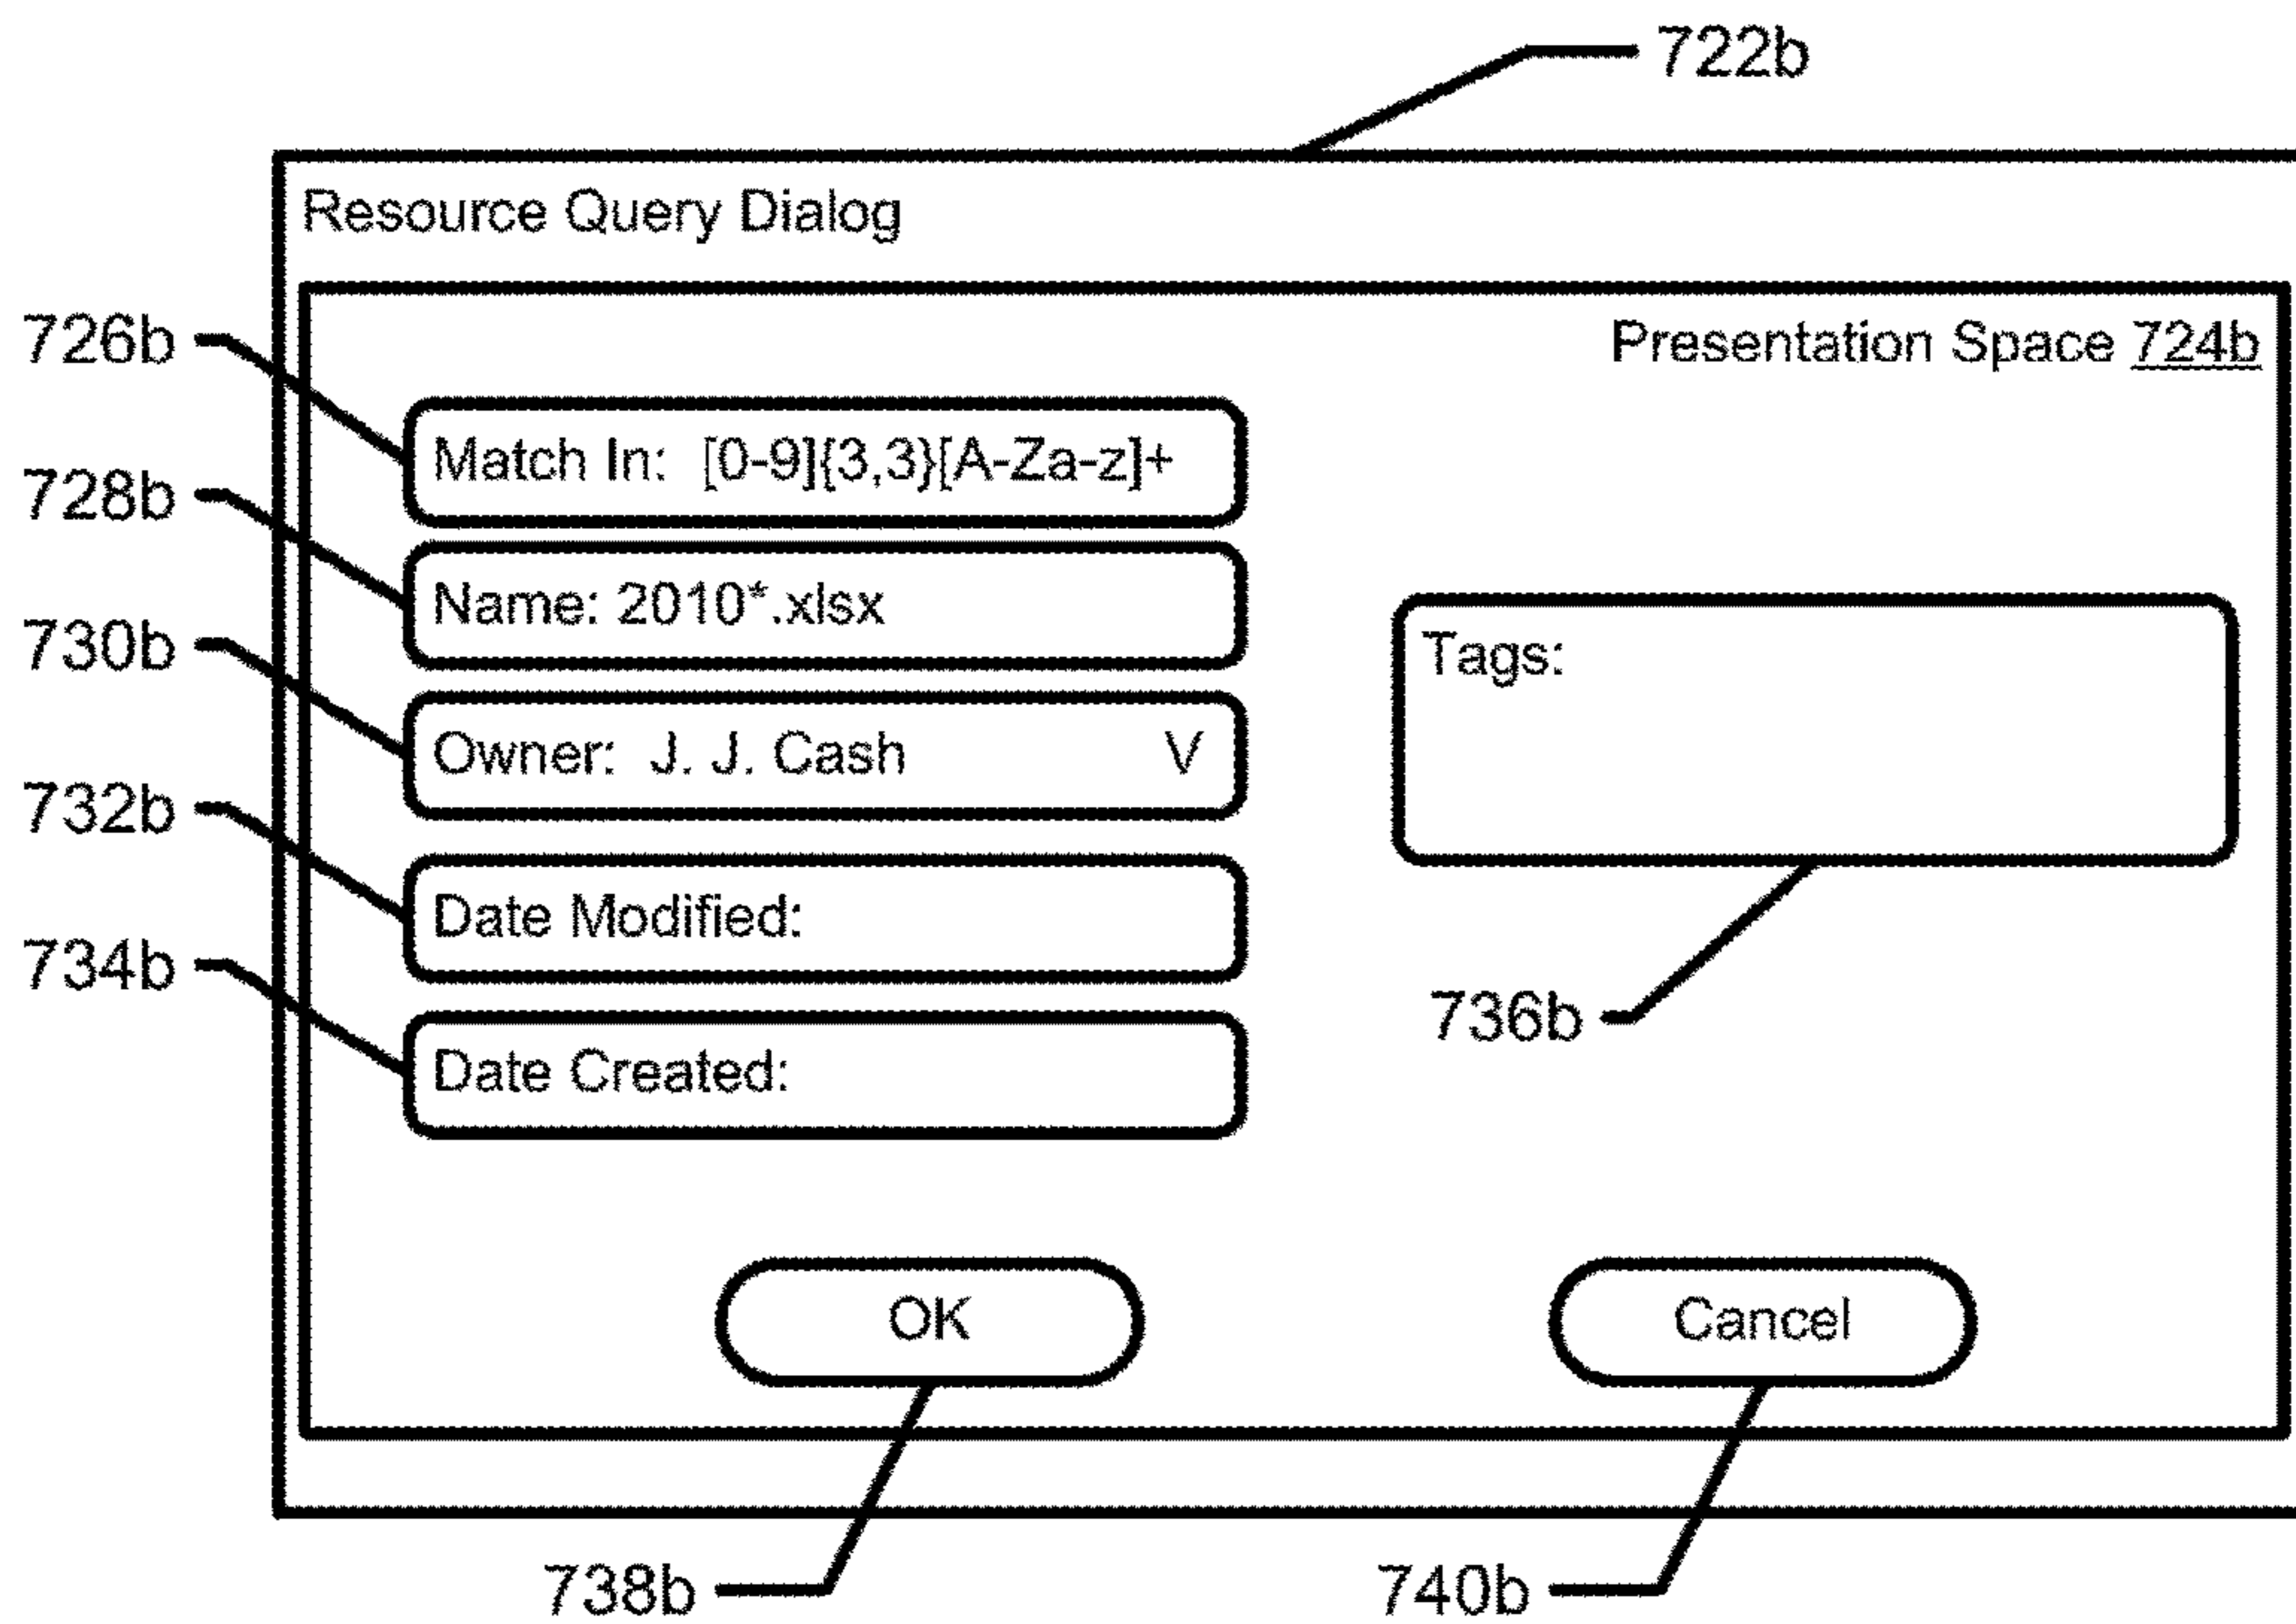 722b
Resource Query Dialog
726b
Presentation Space 724b
Match In: [0-9]{3,3}[A-Za-z]+
728b
Name: 2010*.xlsx
730b
Tags:
Owner: J. J. Cash V
732b
Date Modified:
734b
736b
Date Created:
OK
Cancel
738b
740b